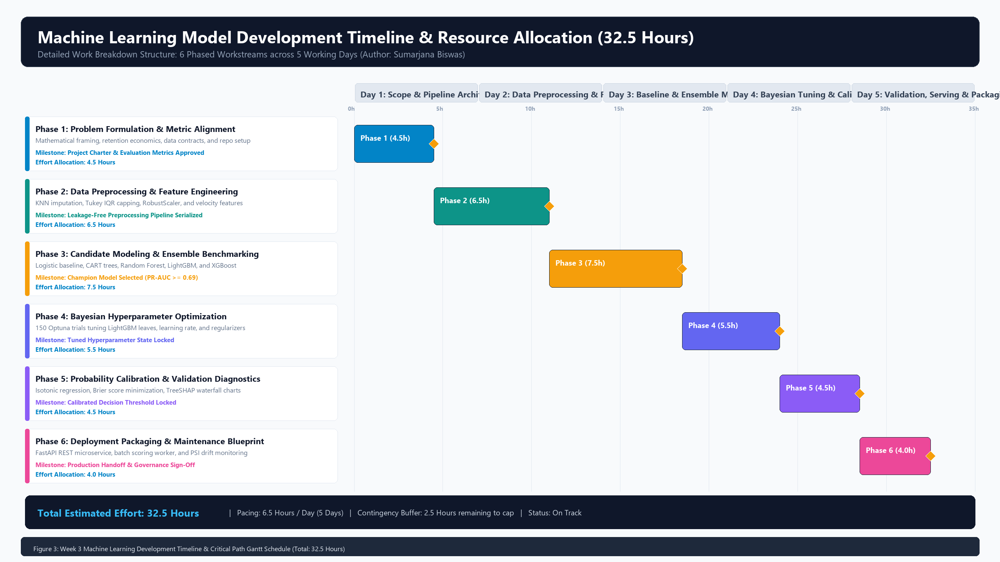 Machine Learning Model Development Timeline & Resource Allocation (32.5 Hours)
Detailed Work Breakdown Structure: 6 Phased Workstreams across 5 Working Days (Author: Sumarjana Biswas)
Day 1: Scope & Pipeline Archi
Day 2: Data Preprocessing &
Day 3: Baseline & Ensemble M
Day 4: Bayesian Tuning & Cali
Day 5: Validation, Serving & Packagi
0h 5h 10h 15h 20h 25h 30h 35h
Phase 1: Problem Formulation & Metric Alignment
Mathematical framing, retention economics, data contracts, and repo setup
Milestone: Project Charter & Evaluation Metrics Approved
Effort Allocation: 4.5 Hours
Phase 1 (4.5h)
Phase 2: Data Preprocessing & Feature Engineering
KNN imputation, Tukey IQR capping, RobustScaler, and velocity features
Milestone: Leakage-Free Preprocessing Pipeline Serialized
Effort Allocation: 6.5 Hours
Phase 2 (6.5h)
Phase 3: Candidate Modeling & Ensemble Benchmarking
Logistic baseline, CART trees, Random Forest, LightGBM, and XGBoost
Milestone: Champion Model Selected (PR-AUC >= 0.69)
Effort Allocation: 7.5 Hours
Phase 3 (7.5h)
Phase 4: Bayesian Hyperparameter Optimization
150 Optuna trials tuning LightGBM leaves, learning rate, and regularizers
Milestone: Tuned Hyperparameter State Locked
Effort Allocation: 5.5 Hours
Phase 4 (5.5h)
Phase 5: Probability Calibration & Validation Diagnostics
Isotonic regression, Brier score minimization, TreeSHAP waterfall charts
Milestone: Calibrated Decision Threshold Locked
Effort Allocation: 4.5 Hours
Phase 5 (4.5h)
Phase 6: Deployment Packaging & Maintenance Blueprint
FastAPI REST microservice, batch scoring worker, and PSI drift monitoring
Milestone: Production Handoff & Governance Sign-Off
Effort Allocation: 4.0 Hours
Phase 6 (4.0h)
Total Estimated Effort: 32.5 Hours | Pacing: 6.5 Hours / Day (5 Days) | Contingency Buffer: 2.5 Hours remaining to cap | Status: On Track
Figure 3: Week 3 Machine Learning Development Timeline & Critical Path Gantt Schedule (Total: 32.5 Hours)